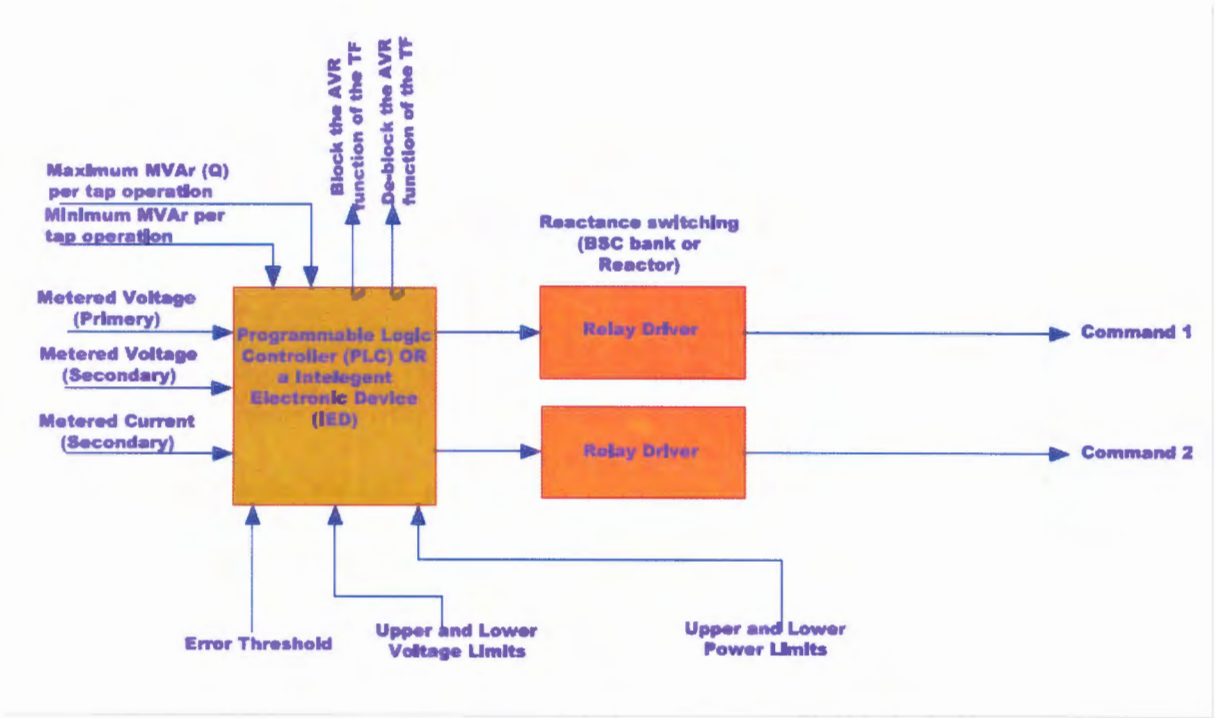 Block the AVR
function of the TF
De-block the AVR
function of the TF
Maximum MVAr (Q)
per tap operation
Minimum MVAr per
tap operation
Metered Voltage
(Primary)
Metered Voltage
(Secondary)
Metered Current
(Secondary)
Programmable Logic
Controller (PLC) OR
a Intelegent
Electronic Device
(IED)
Reactance switching
(BSC bank or
Reactor)
Relay Driver
Command 1
Relay Driver
Command 2
Error Threshold
Upper and Lower
Voltage Limits
Upper and Lower
Power Limits